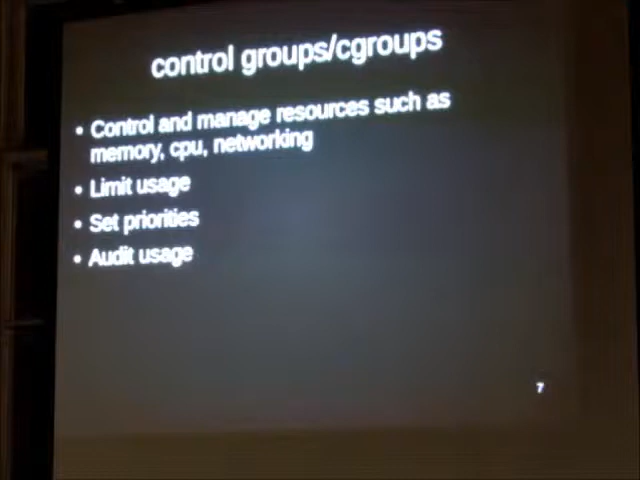 control groups/cgroups
• Control and manage resources such as
memory, cpu, networking
• Limit usage
• Set priorities
• Audit usage
7